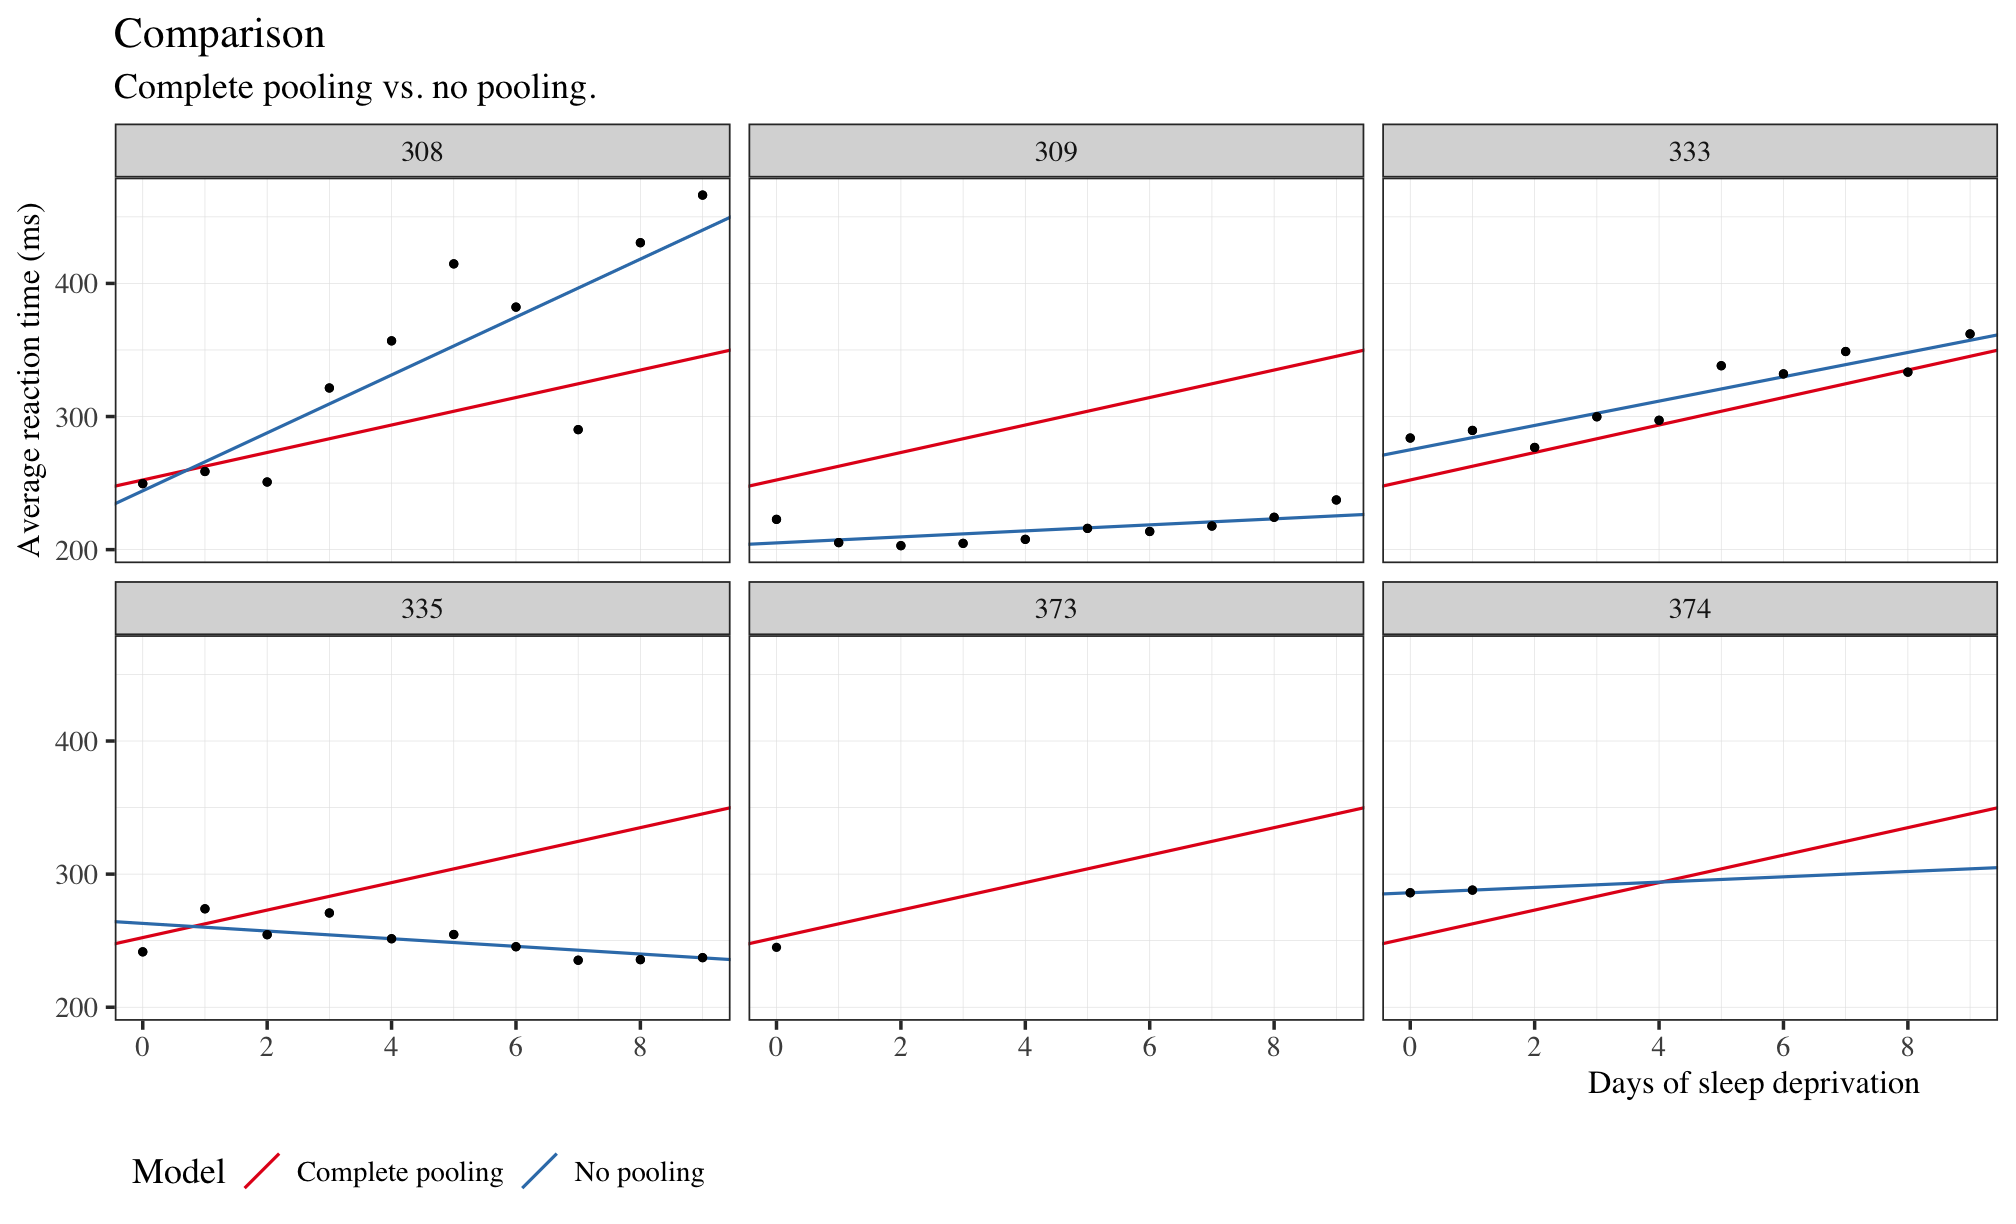 Comparison
Complete pooling vs. no pooling.
308 309 333
Average reaction time (ms)
400
300
200
335 373 374
400
300
200
0 2 4 6 8 0 2 4 6 8 0 2 4 6 8
Days of sleep deprivation
Model Complete pooling No pooling